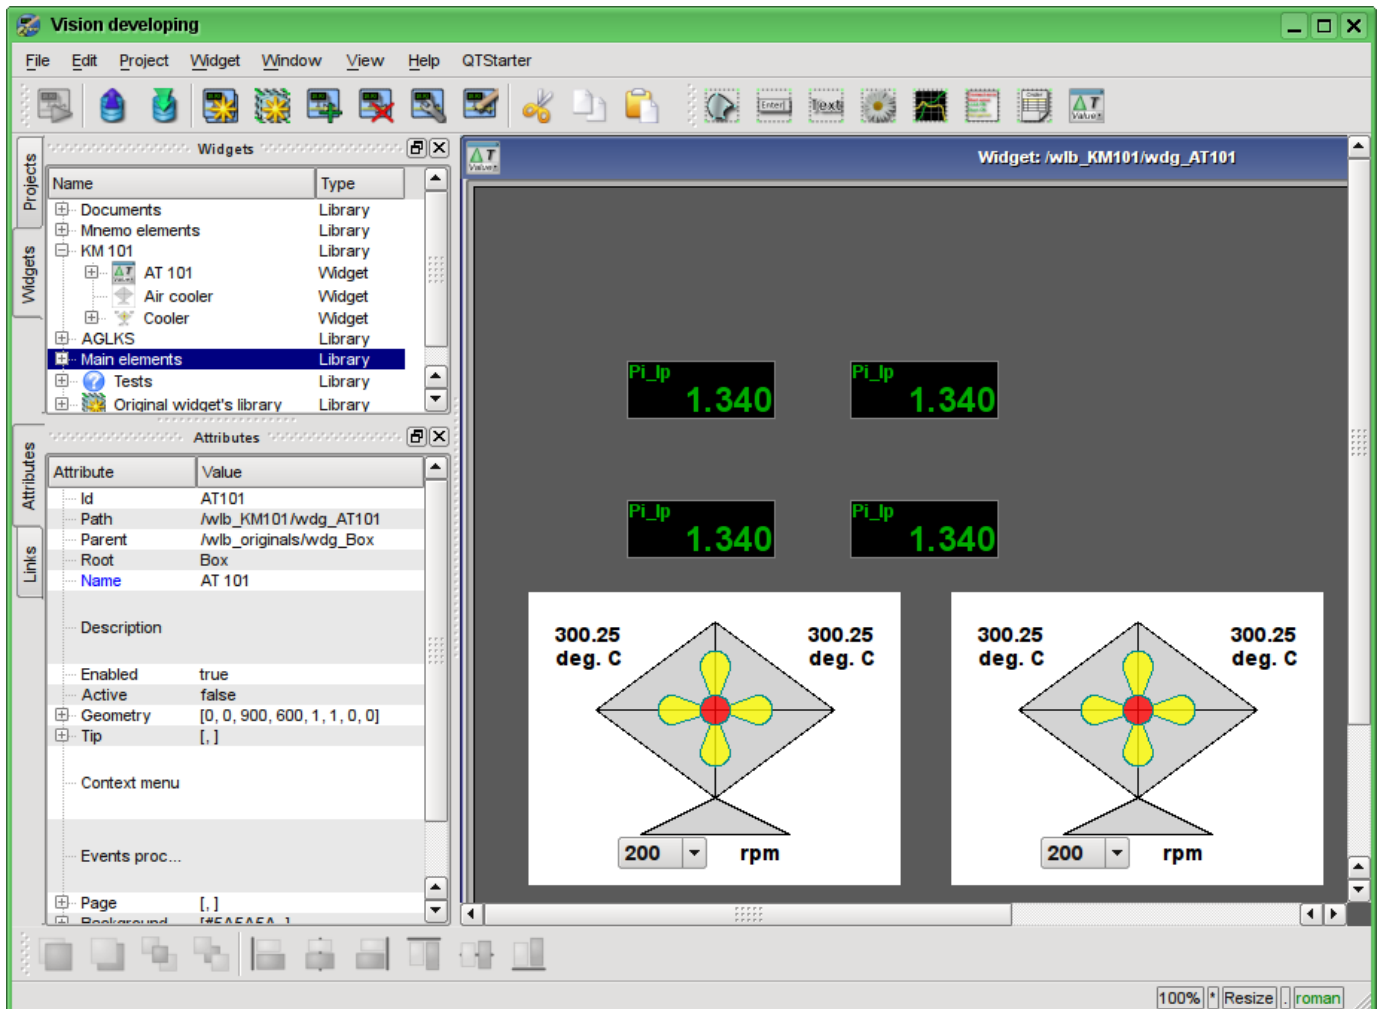 Vision developing
File Edit Project Widget Window View Help QTStarter
Enter Text AT Values
Projects
Widgets
Widgets
Name Type
Documents Library
Mnemo elements Library
KM 101 Library
AT 101 Widget
Air cooler Widget
Cooler Widget
AGLKS Library
Main elements Library
Tests Library
Original widget's library Library
Attributes
Links
Attributes
Attribute Value
Id AT101
Path /wlb_KM101/wdg_AT101
Parent /wlb_originals/wdg_Box
Root Box
Name AT 101
Description
Enabled true
Active false
Geometry [0, 0, 900, 600, 1, 1, 0, 0]
Tip [, ]
Context menu
Events proc...
Page [, ]
Background [#5A5A5A, ]
Widget: /wlb_KM101/wdg_AT101
Pi_lp Pi_lp
1.340 1.340
Pi_lp Pi_lp
1.340 1.340
300.25 300.25 300.25 300.25
deg. C deg. C deg. C deg. C
200 rpm 200 rpm
100% * Resize . roman